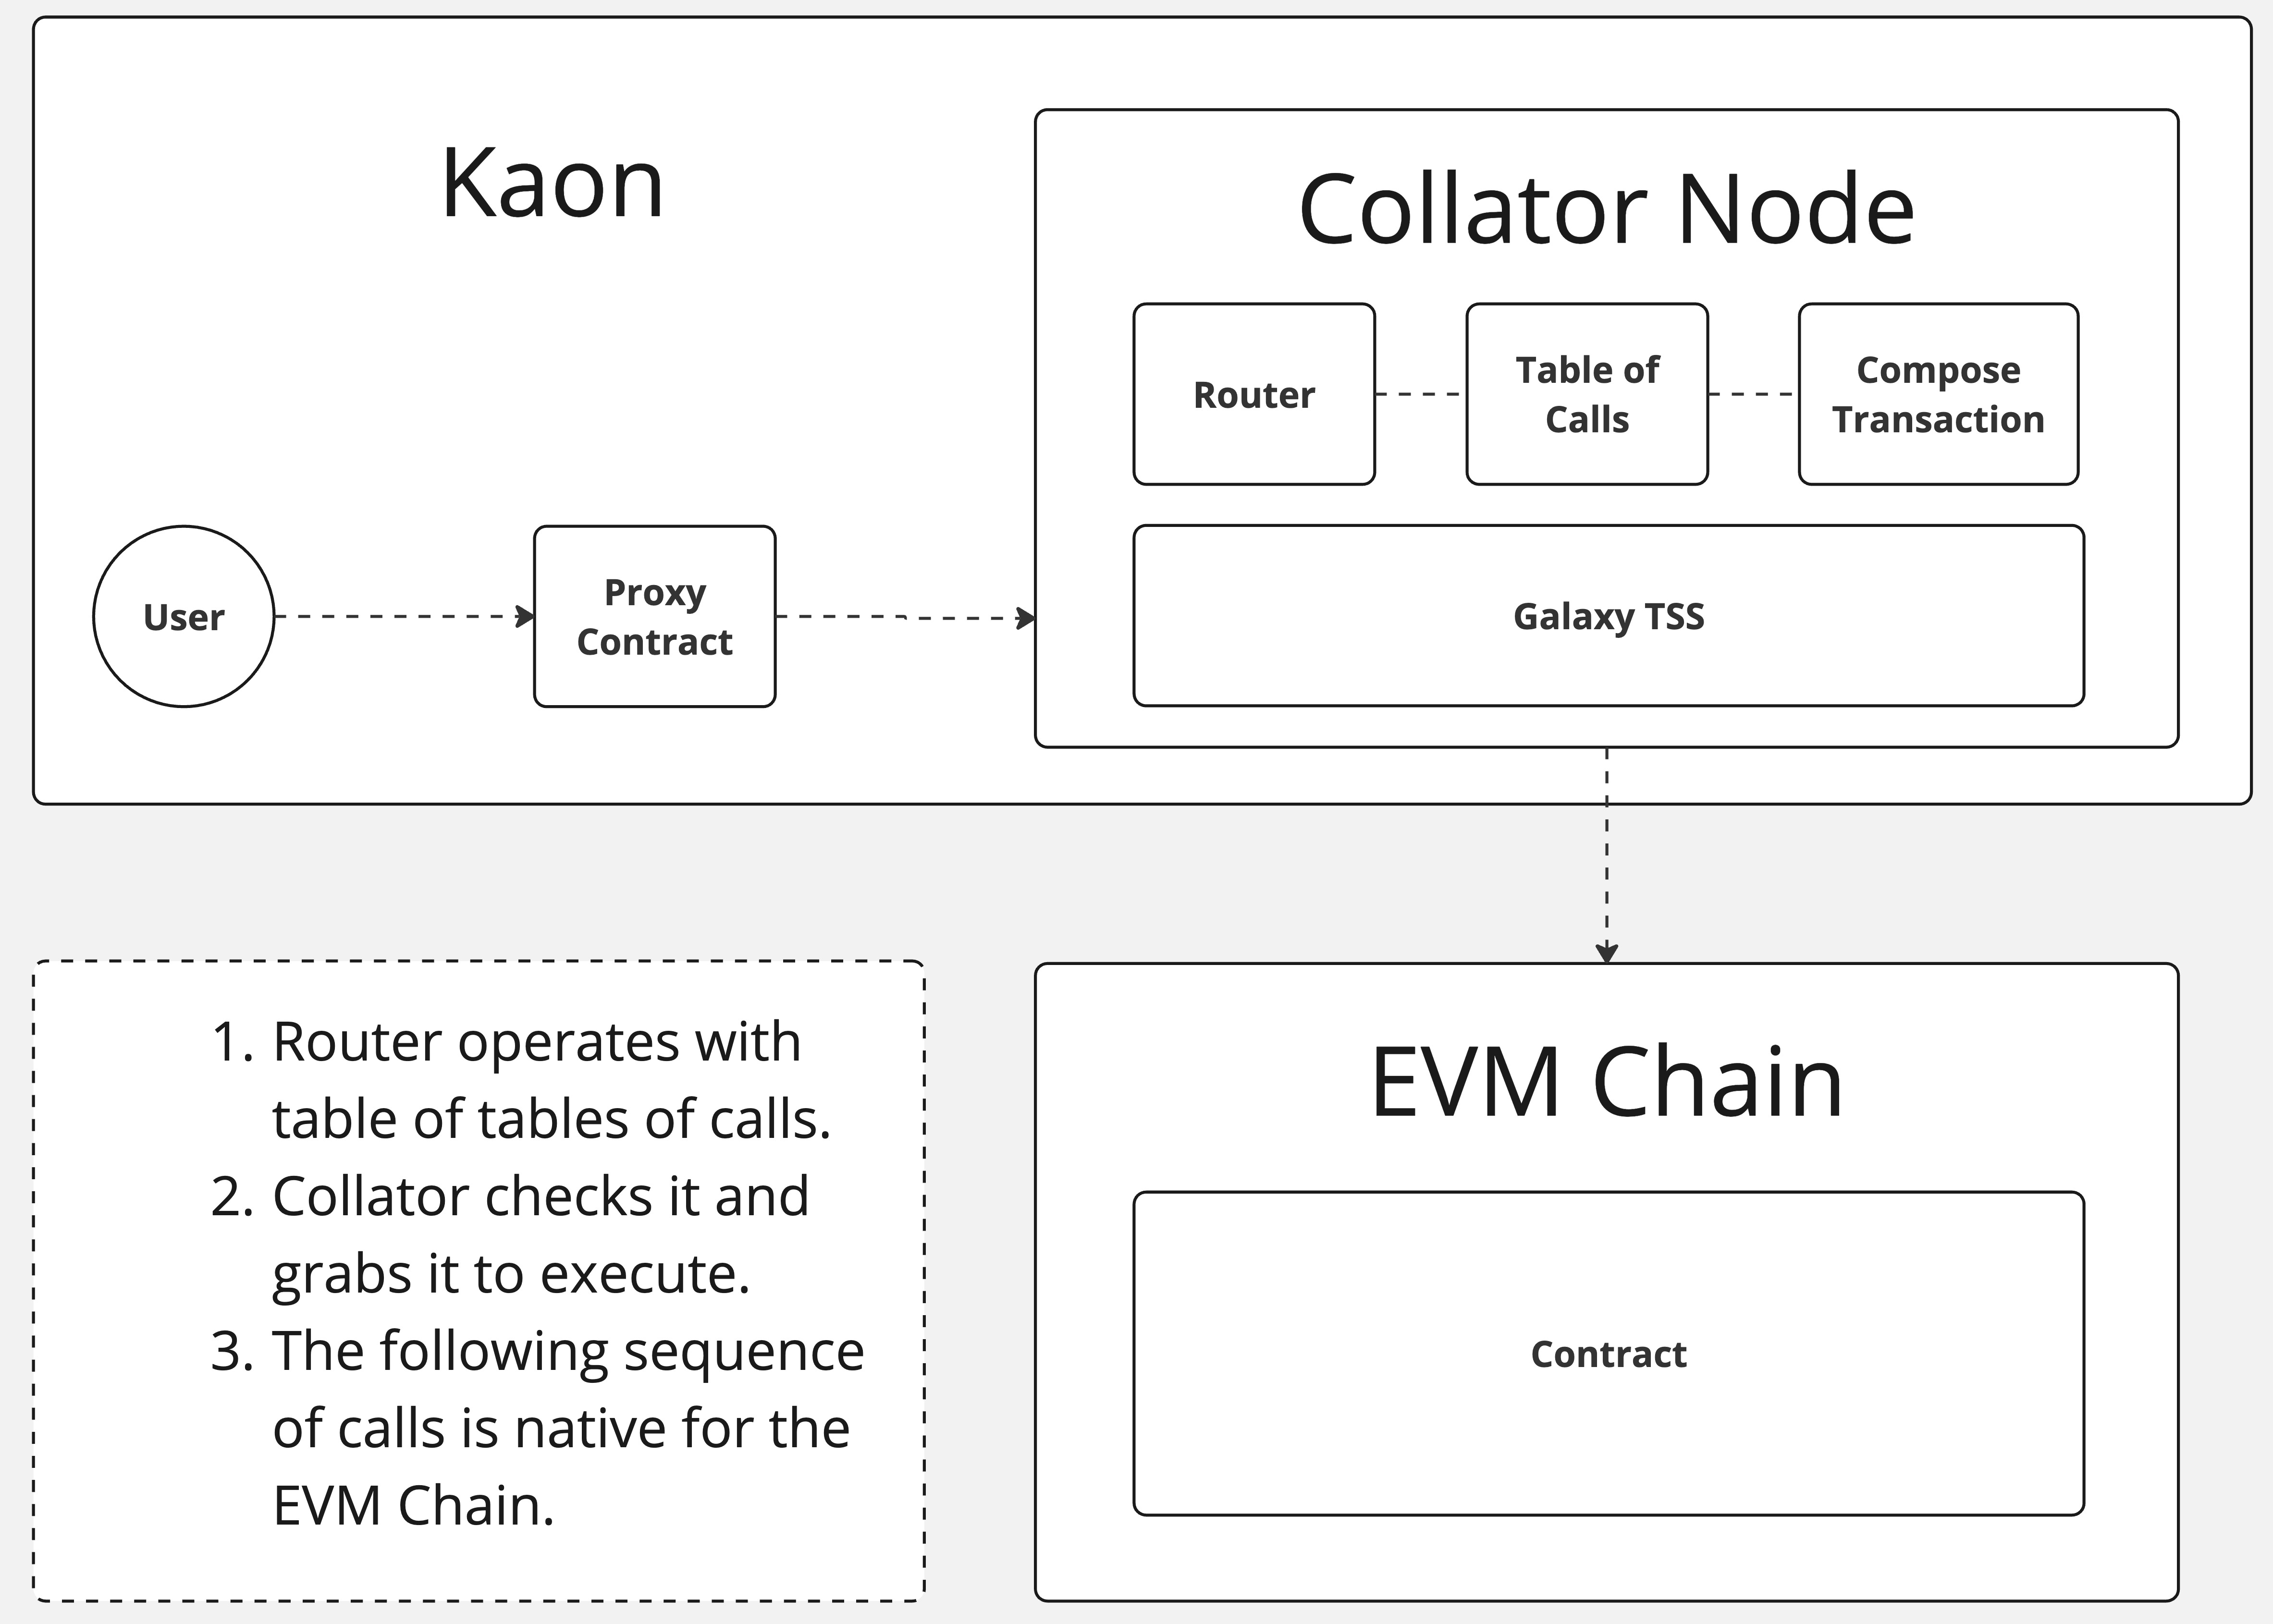 Kaon
Collator Node
Router
Table of
Calls
Compose
Transaction
User
Proxy
Contract
Galaxy TSS
1. Router operates with
table of tables of calls.
2. Collator checks it and
grabs it to execute.
3. The following sequence
of calls is native for the
EVM Chain.
EVM Chain
Contract